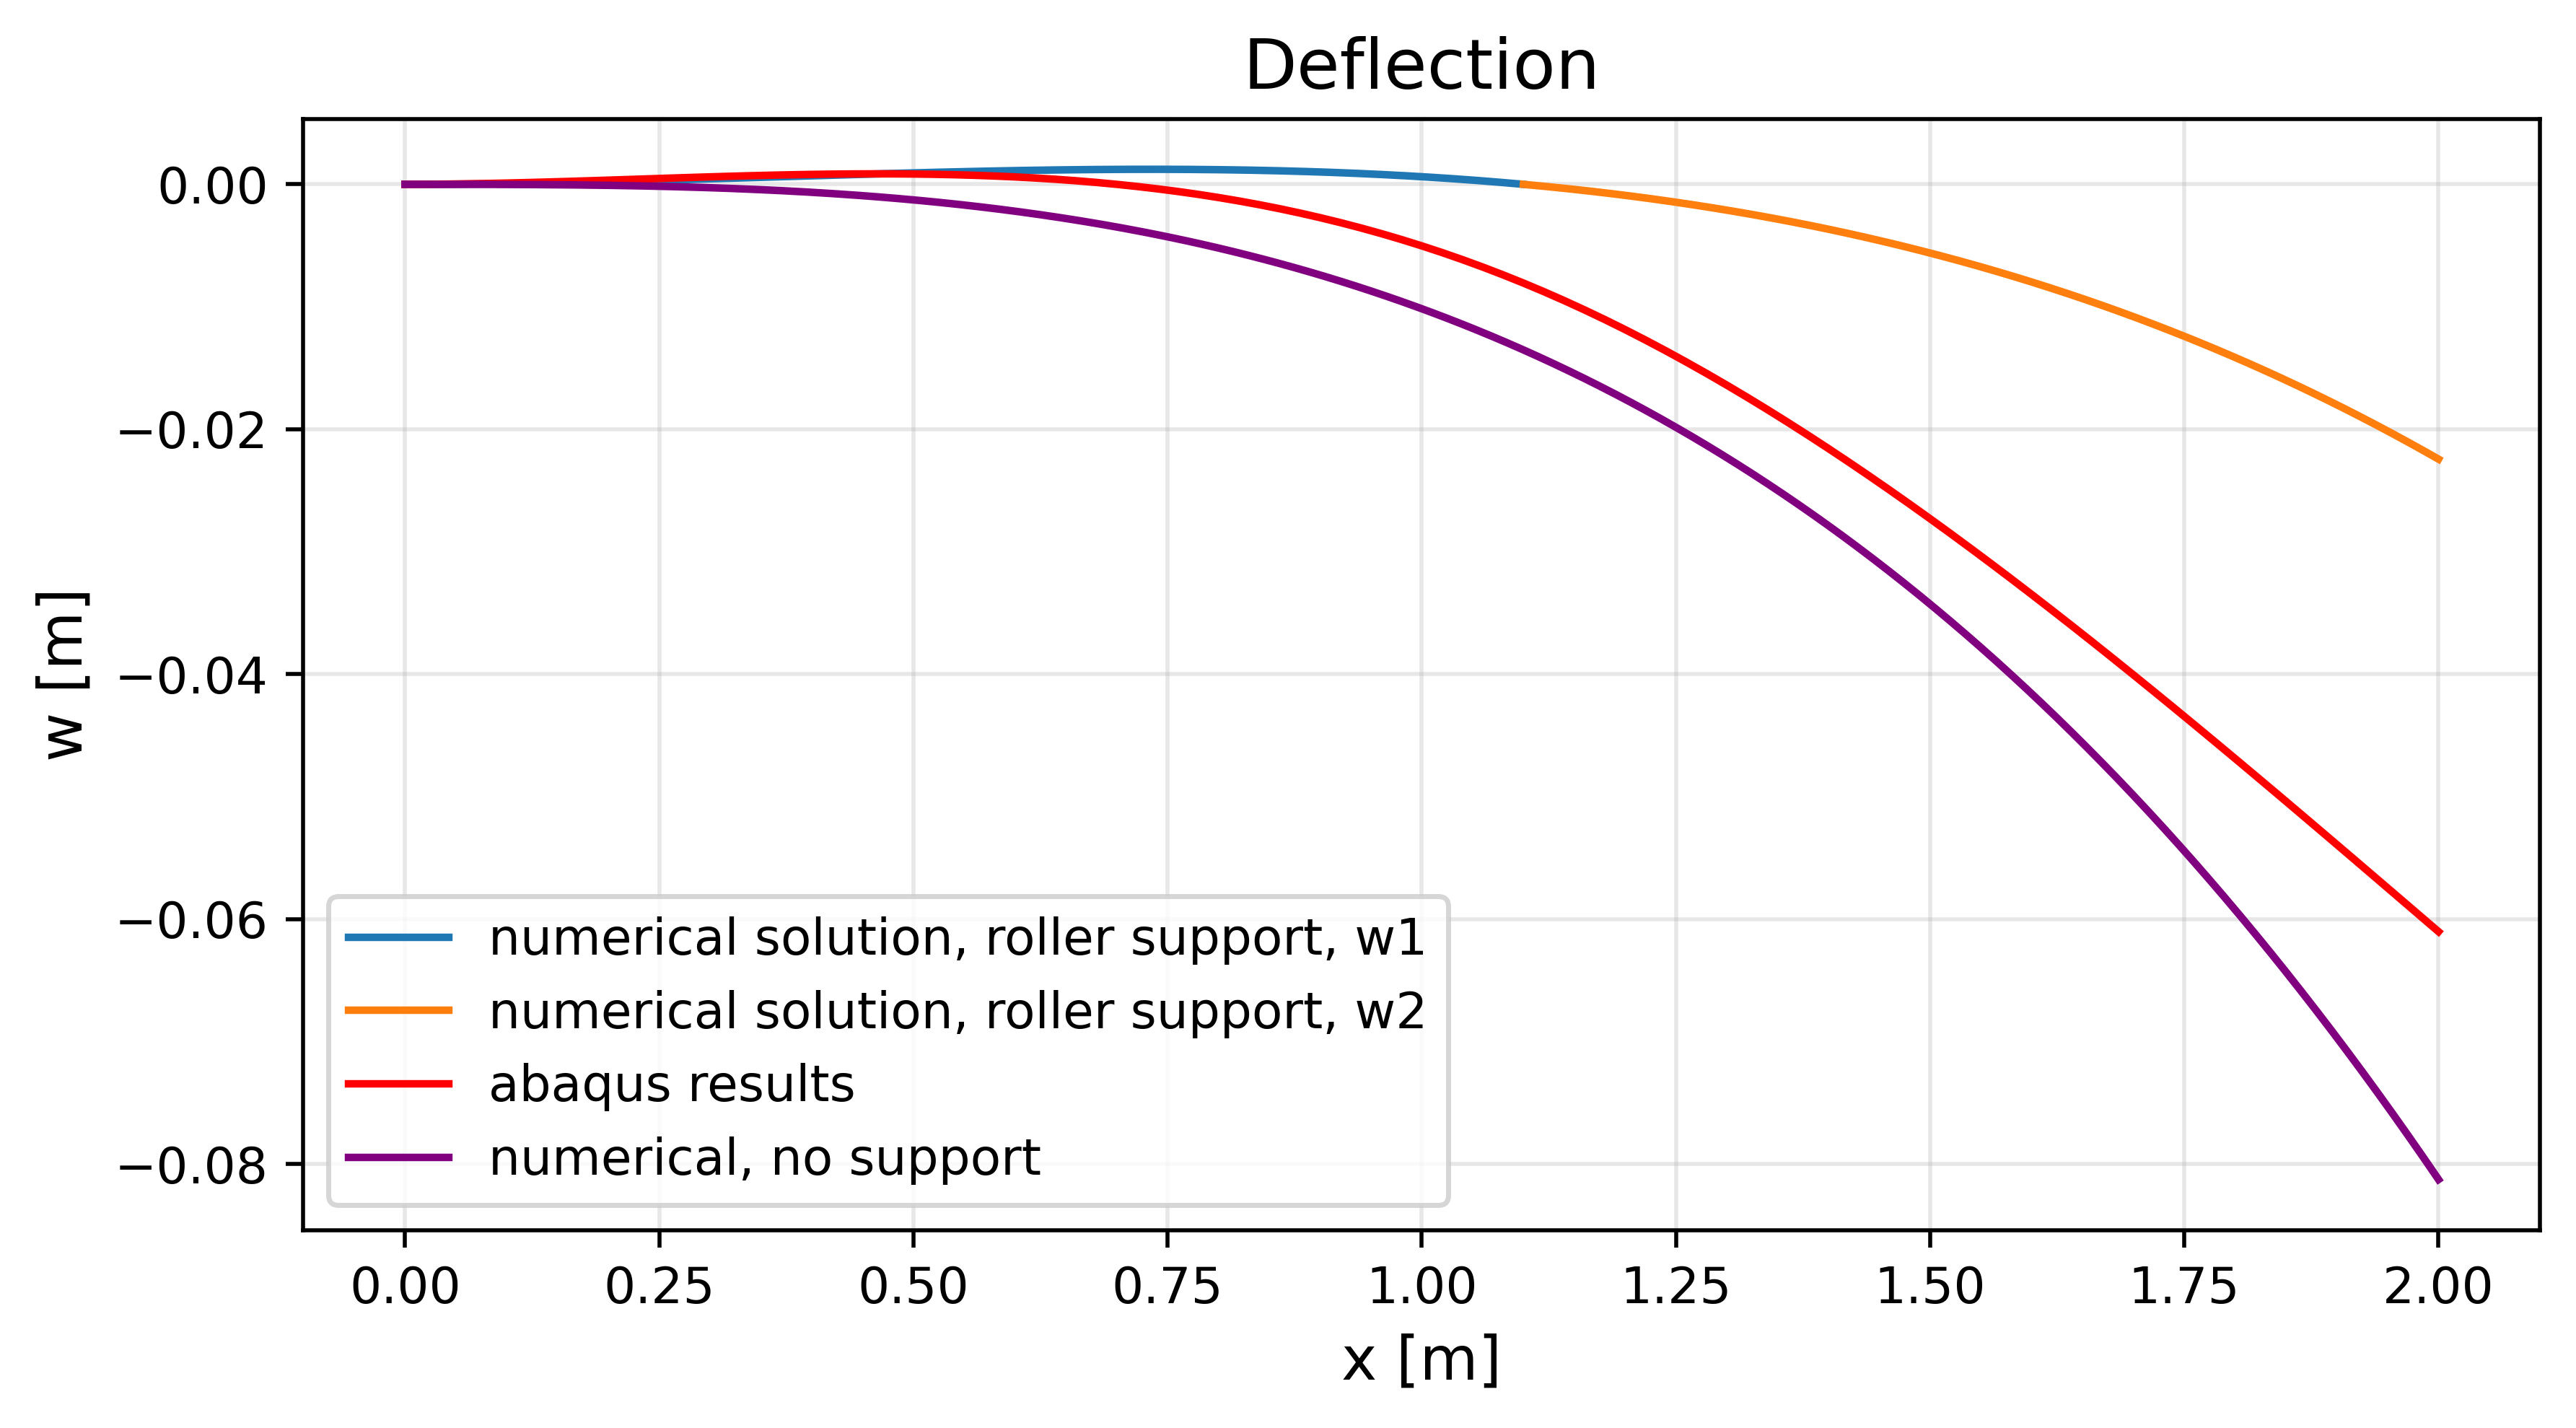 Deflection
w [m]
0.00
−0.02
−0.04
−0.06
−0.08
numerical solution, roller support, w1
numerical solution, roller support, w2
abaqus results
numerical, no support
0.00 0.25 0.50 0.75 1.00 1.25 1.50 1.75 2.00
x [m]